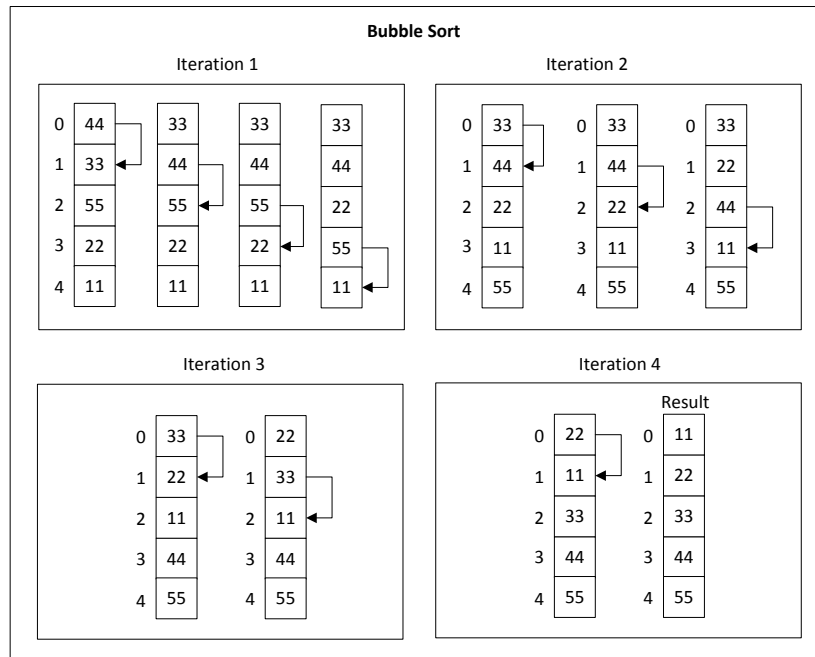 Bubble Sort
Iteration 1
0 44 33 33 33
1 33 44 44 44
2 55 55 55 22
3 22 22 22 55
4 11 11 11 11
Iteration 2
0 33 0 33 0 33
1 44 1 44 1 22
2 22 2 22 2 44
3 11 3 11 3 11
4 55 4 55 4 55
Iteration 3
0 33 0 22
1 22 1 33
2 11 2 11
3 44 3 44
4 55 4 55
Iteration 4
Result
0 22 0 11
1 11 1 22
2 33 2 33
3 44 3 44
4 55 4 55